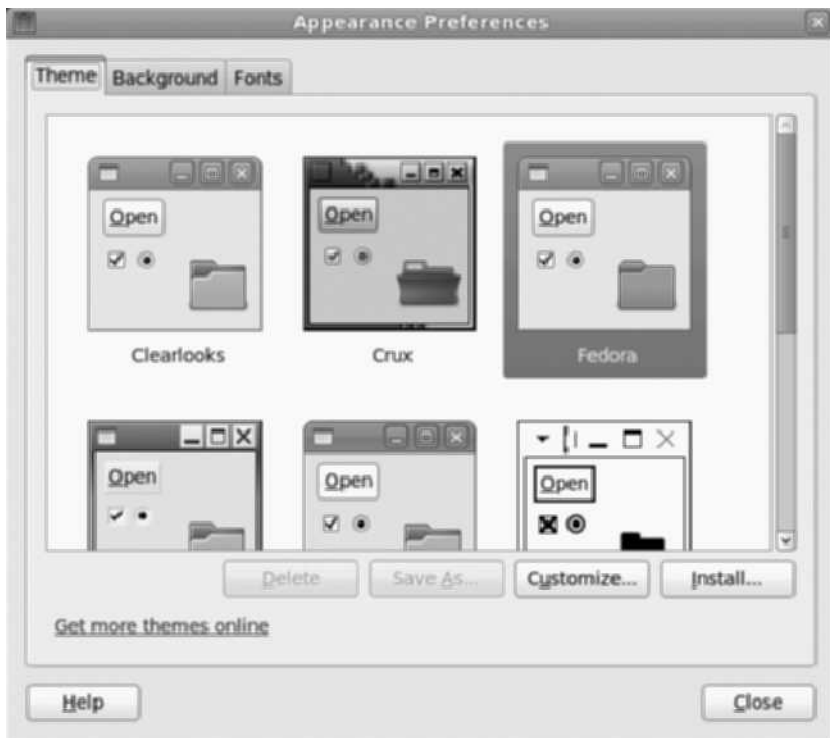 Appearance Preferences
Theme Background Fonts
Open Open Open
Clearlooks Crux Fedora
Open Open Open
Delete Save As... Customize... Install...
Get more themes online
Help Close